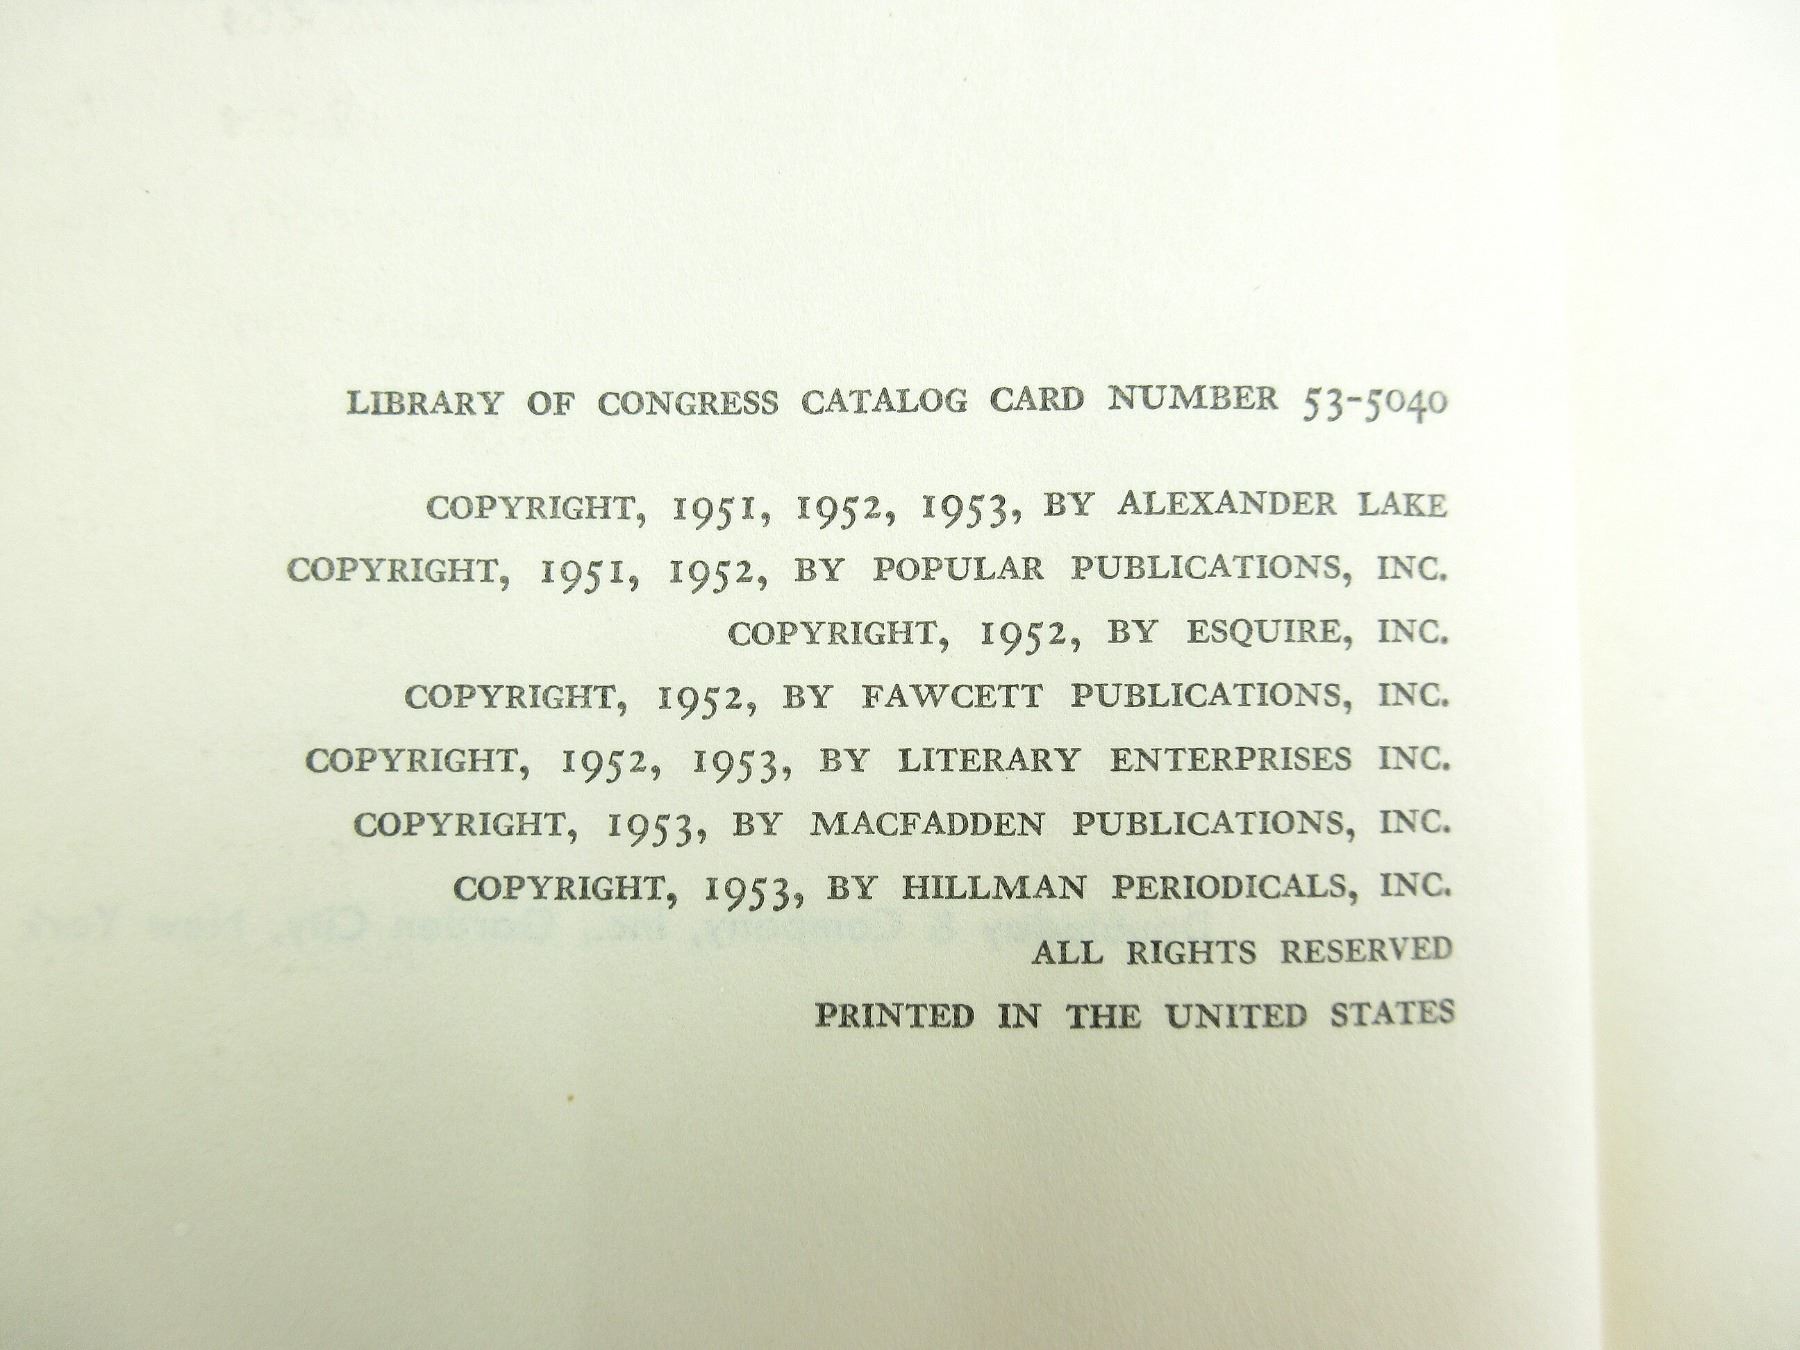 LIBRARY OF CONGRESS CATALOG CARD NUMBER 53-5040
COPYRIGHT, 1951, 1952, 1953, BY ALEXANDER LAKE
COPYRIGHT, 1951, 1952, BY POPULAR PUBLICATIONS, INC.
COPYRIGHT, 1952, BY ESQUIRE, INC.
COPYRIGHT, 1952, BY FAWCETT PUBLICATIONS, INC.
COPYRIGHT, 1952, 1953, BY LITERARY ENTERPRISES INC.
COPYRIGHT, 1953, BY MACFADDEN PUBLICATIONS, INC.
COPYRIGHT, 1953, BY HILLMAN PERIODICALS, INC.
ALL RIGHTS RESERVED
PRINTED IN THE UNITED STATES